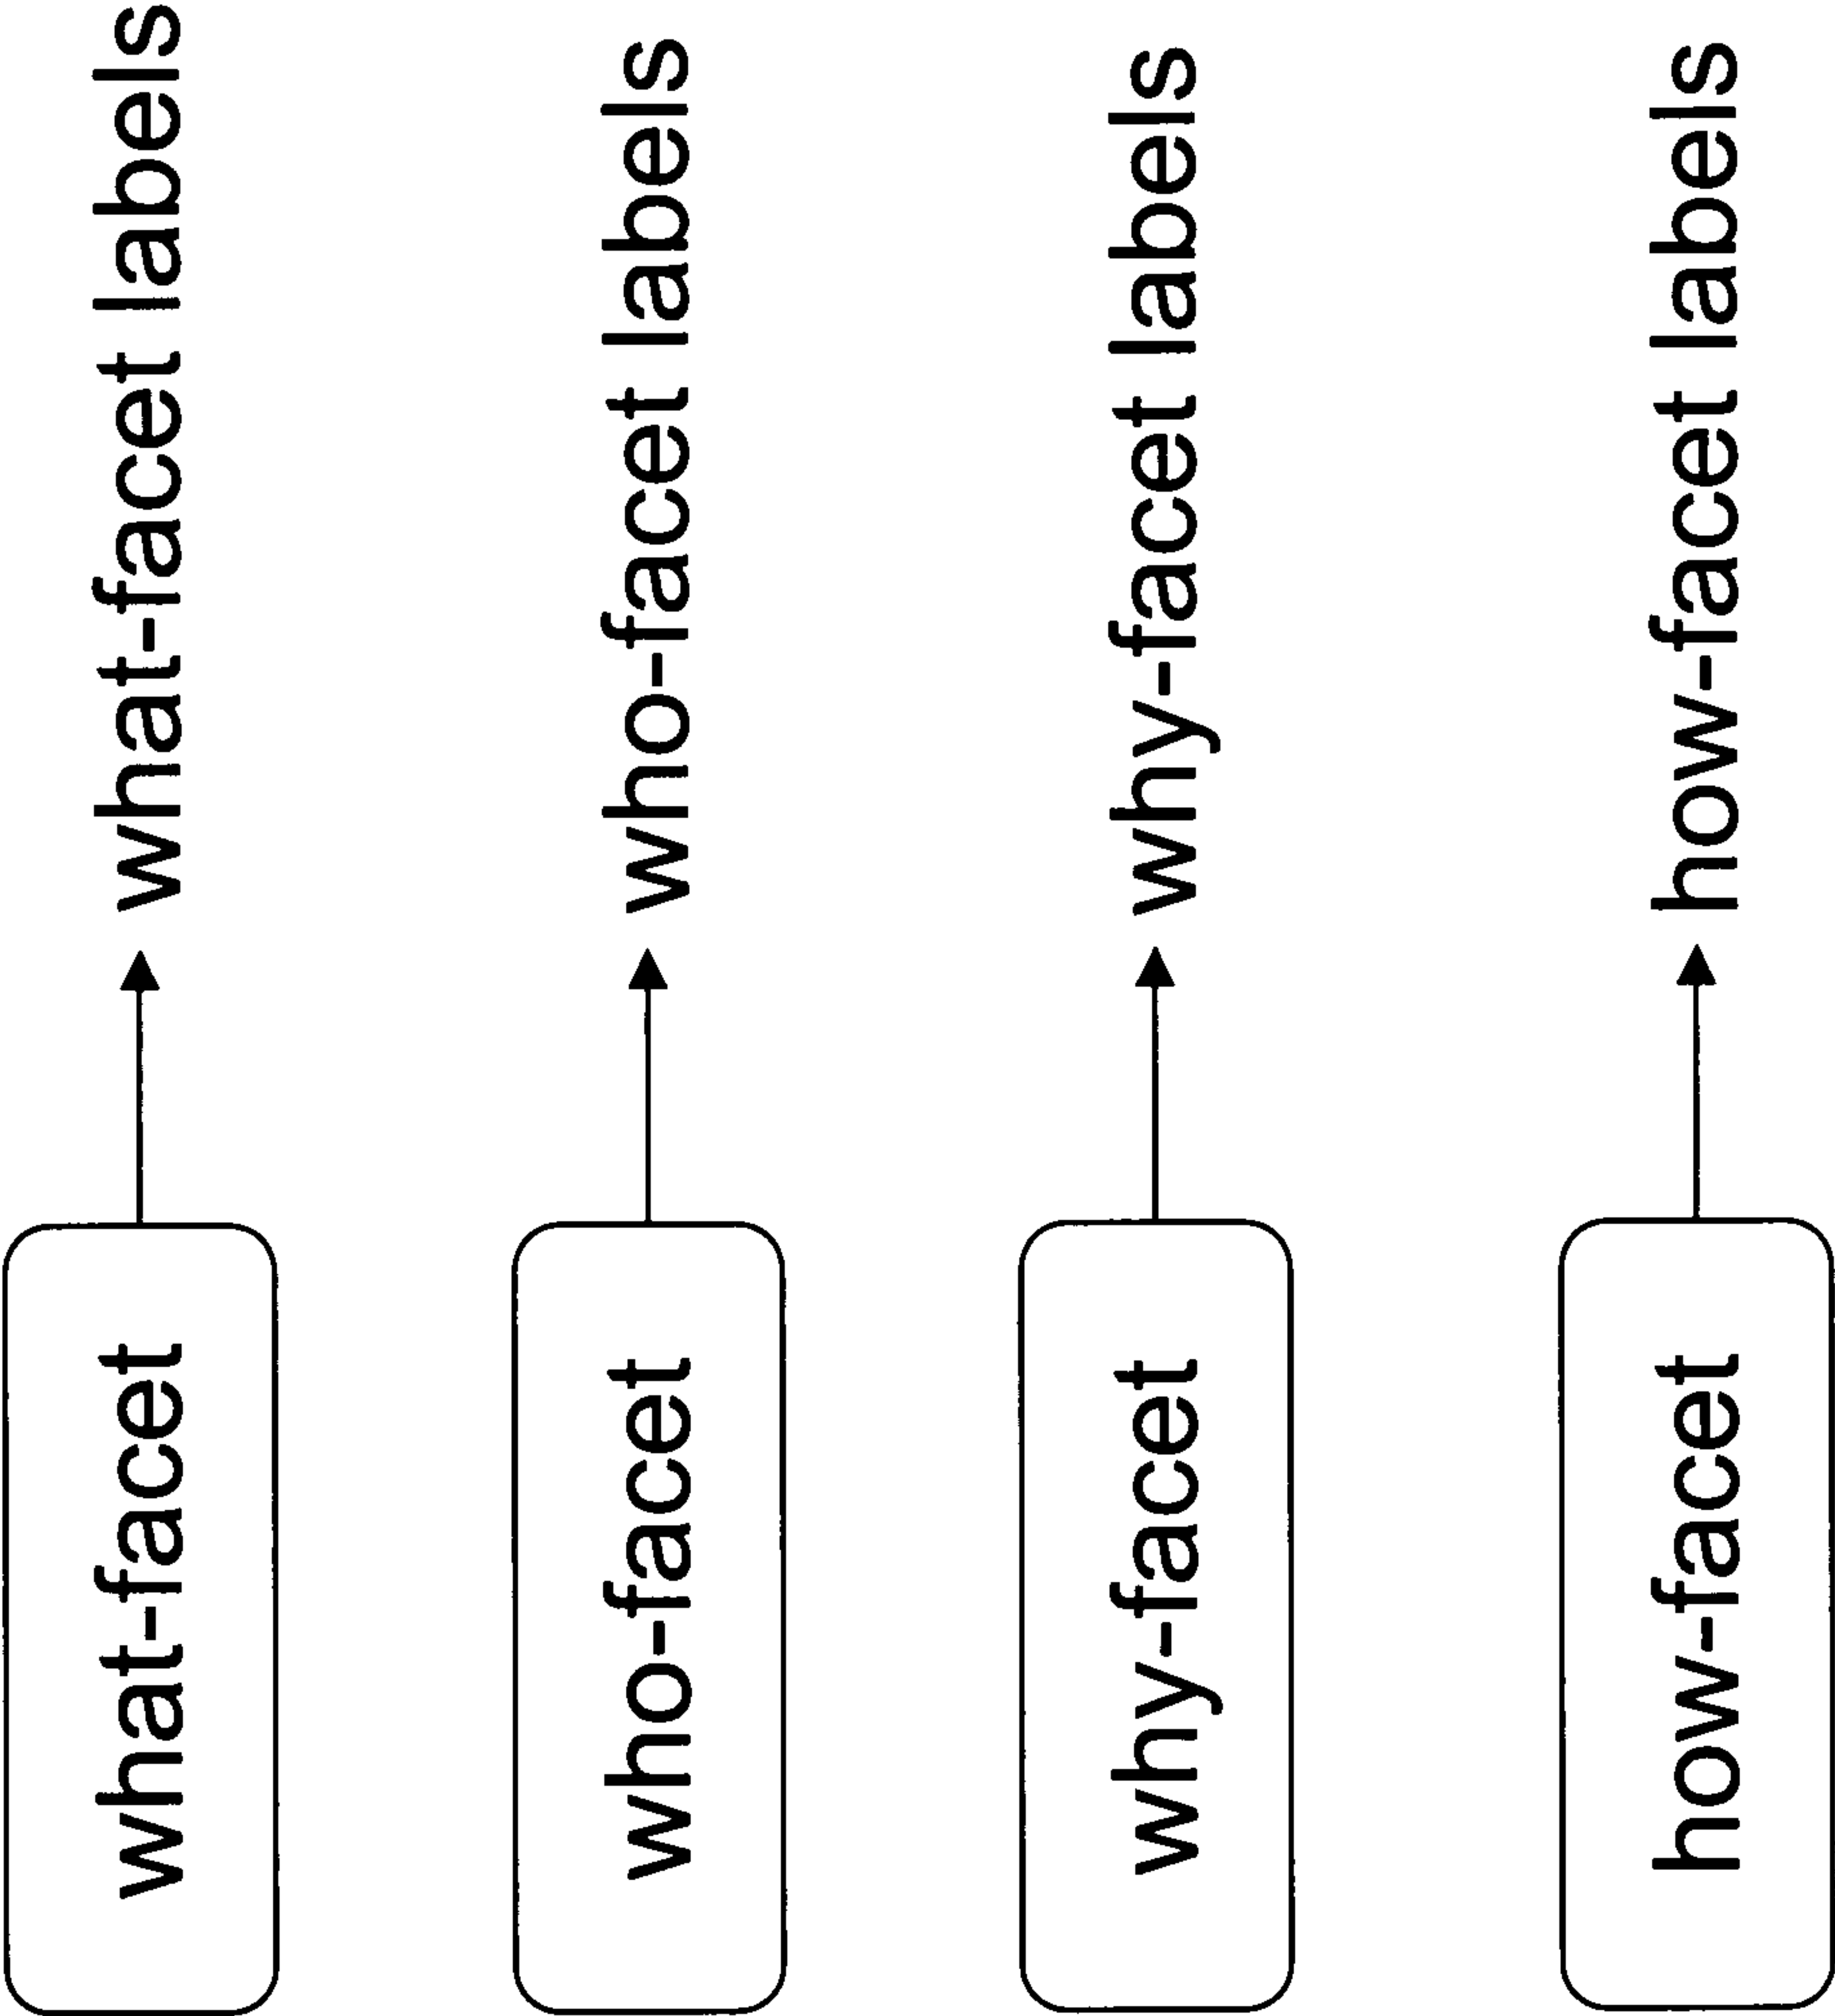 what-facet
what-facet labels
who-facet
who-facet labels
why-facet
why-facet labels
how-facet
how-facet labels